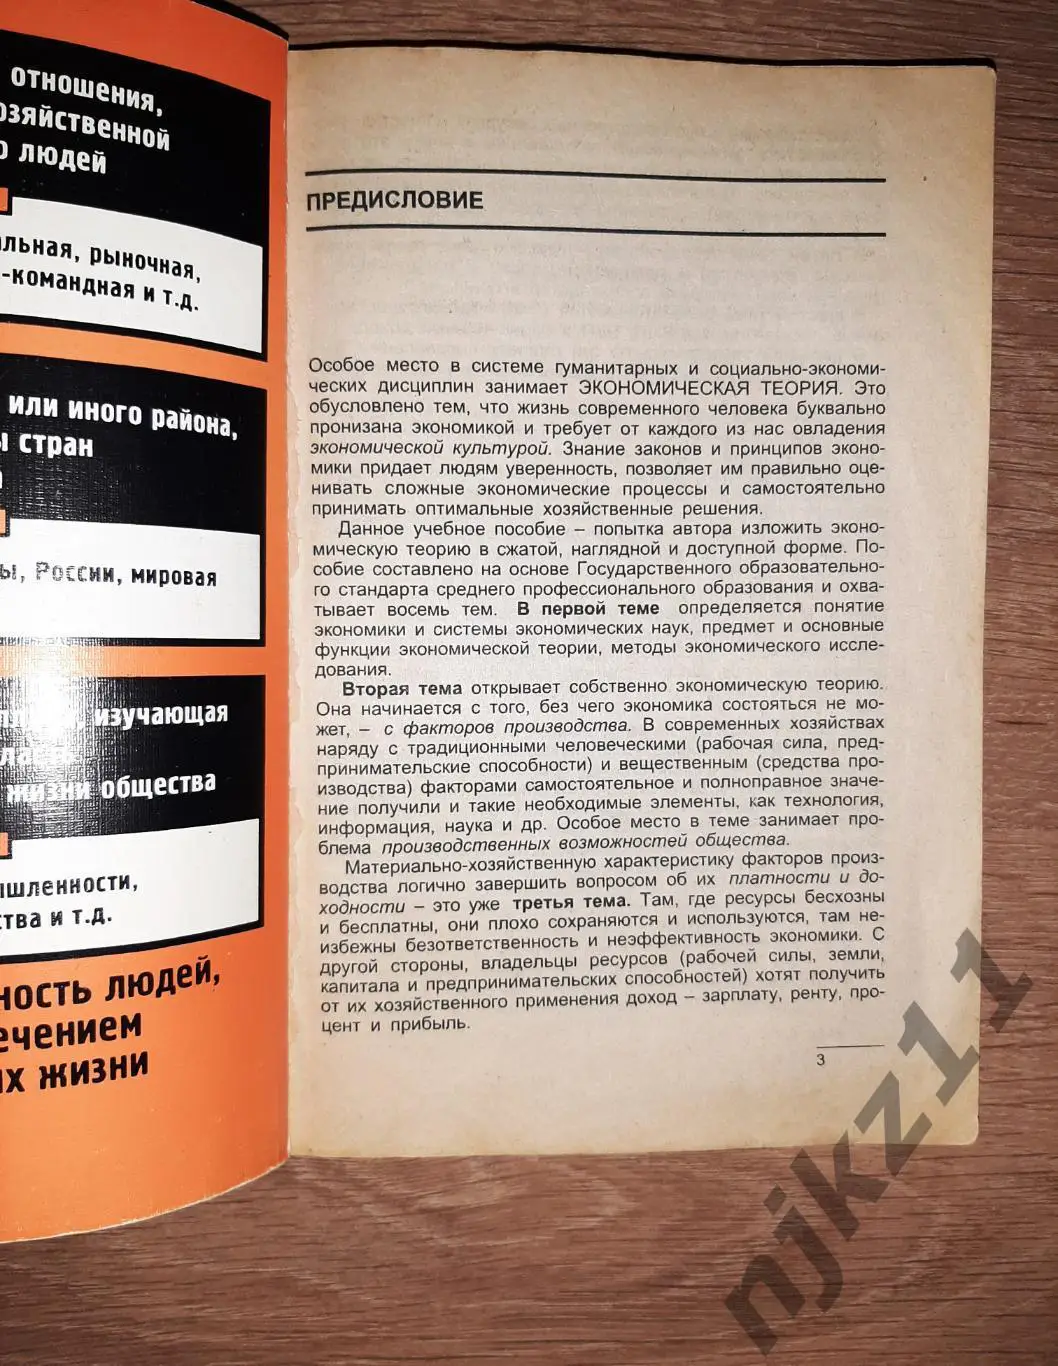 отношения,
озяйственной
о людей
альная, рыночная,
-командная и т.д.
или иного района,
ы стран
ы, России, мировая
изучающая
жизни общества
ышленности,
ства и т.д.
ность людей,
ечением
их жизни
ПРЕДИСЛОВИЕ
Особое место в системе гуманитарных и социально-экономи-
ческих дисциплин занимает ЭКОНОМИЧЕСКАЯ ТЕОРИЯ. Это
обусловлено тем, что жизнь современного человека буквально
пронизана экономикой и требует от каждого из нас овладения
экономической культурой. Знание законов и принципов эконо-
мики придает людям уверенность, позволяет им правильно оце-
нивать сложные экономические процессы и самостоятельно
принимать оптимальные хозяйственные решения.
Данное учебное пособие – попытка автора изложить эконо-
мическую теорию в сжатой, наглядной и доступной форме. По-
собие составлено на основе Государственного образовательно-
го стандарта среднего профессионального образования и охва-
тывает восемь тем. В первой теме определяется понятие
экономики и системы экономических наук, предмет и основные
функции экономической теории, методы экономического иссле-
дования.
Вторая тема открывает собственно экономическую теорию.
Она начинается с того, без чего экономика состояться не мо-
жет, – с факторов производства. В современных хозяйствах
наряду с традиционными человеческими (рабочая сила, пред-
принимательские способности) и вещественным (средства про-
изводства) факторами самостоятельное и полноправное значе-
ние получили и такие необходимые элементы, как технология,
информация, наука и др. Особое место в теме занимает про-
блема производственных возможностей общества.
Материально-хозяйственную характеристику факторов произ-
водства логично завершить вопросом об их платности и до-
ходности – это уже третья тема. Там, где ресурсы бесхозны
и бесплатны, они плохо сохраняются и используются, там не-
избежны безответственность и неэффективность экономики. С
другой стороны, владельцы ресурсов (рабочей силы, земли,
капитала и предпринимательских способностей) хотят получить
от их хозяйственного применения доход – зарплату, ренту, про-
цент и прибыль.
3
njkz11